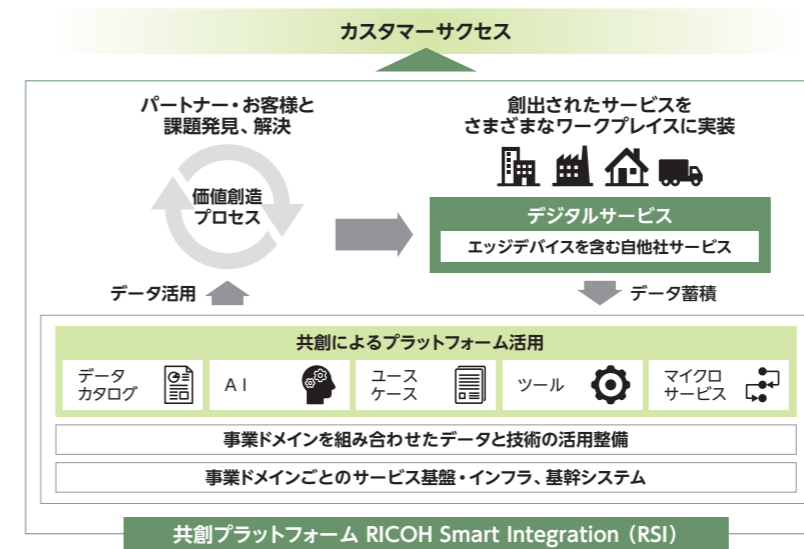 カスタマーサクセス
パートナー・お客様と
課題発見、解決
価値創造
プロセス
創出されたサービスを
さまざまなワークプレイスに実装
デジタルサービス
エッジデバイスを含む自他社サービス
データ活用
データ蓄積
共創によるプラットフォーム活用
データ
カタログ
AI
ユース
ケース
ツール
マイクロ
サービス
事業ドメインを組み合わせたデータと技術の活用整備
事業ドメインごとのサービス基盤・インフラ、基幹システム
共創プラットフォーム RICOH Smart Integration（RSI）